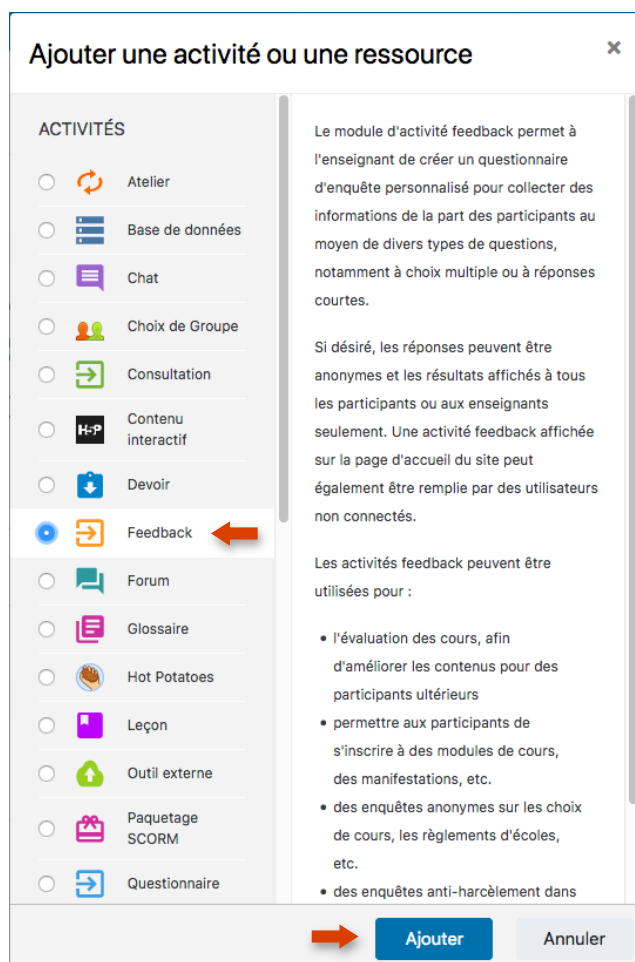 Ajouter une activité ou une ressource
×
ACTIVITÉS
Atelier
Base de données
Chat
Choix de Groupe
Consultation
H5P
Contenu
interactif
Devoir
Feedback
Forum
Glossaire
Hot Potatoes
Leçon
Outil externe
Paquetage
SCORM
Questionnaire
Le module d'activité feedback permet à
l'enseignant de créer un questionnaire
d'enquête personnalisé pour collecter des
informations de la part des participants au
moyen de divers types de questions,
notamment à choix multiple ou à réponses
courtes.
Si désiré, les réponses peuvent être
anonymes et les résultats affichés à tous
les participants ou aux enseignants
seulement. Une activité feedback affichée
sur la page d'accueil du site peut
également être remplie par des utilisateurs
non connectés.
Les activités feedback peuvent être
utilisées pour :
• l'évaluation des cours, afin
d'améliorer les contenus pour des
participants ultérieurs
• permettre aux participants de
s'inscrire à des modules de cours,
des manifestations, etc.
• des enquêtes anonymes sur les choix
de cours, les règlements d'écoles,
etc.
• des enquêtes anti-harcèlement dans
Ajouter
Annuler